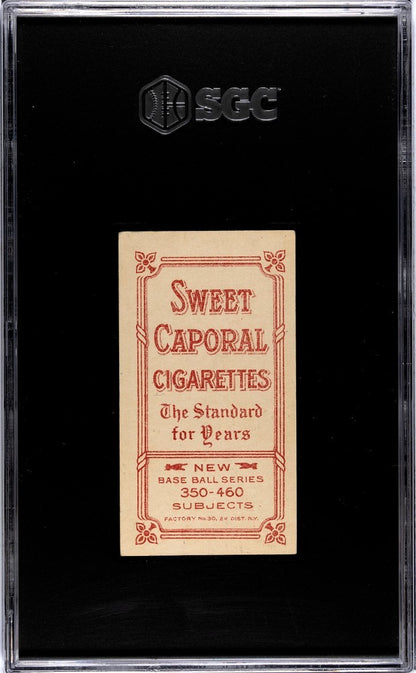 SGC
SWEET
CAPORAL
CIGARETTES
The Standard
for Years
NEW
BASE BALL SERIES
350-460
SUBJECTS
FACTORY No. 30, 2d DIST. N.Y.